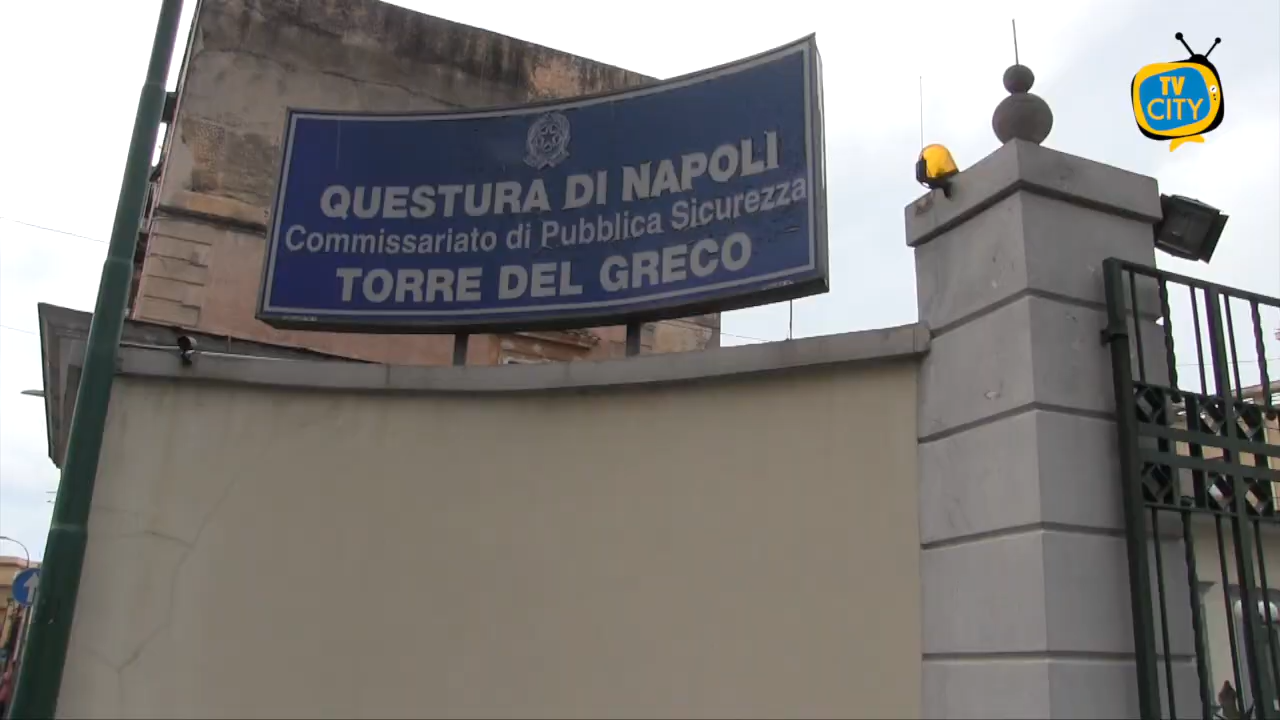 TV
CITY
QUESTURA DI NAPOLI
Commissariato di Pubblica Sicurezza
TORRE DEL GRECO